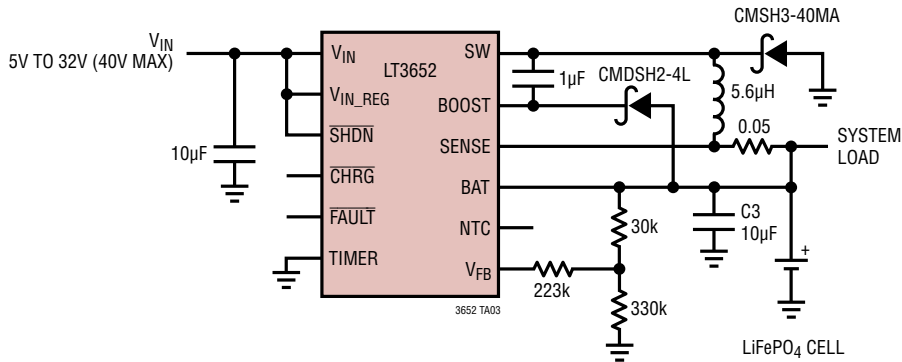 V_IN
5V TO 32V (40V MAX)
10µF
LT3652
V_IN
V_IN_REG
SHDN
CHRG
FAULT
TIMER
SW
BOOST
SENSE
BAT
NTC
V_FB
3652 TA03
1µF
CMDSH2-4L
CMSH3-40MA
5.6µH
0.05
SYSTEM
LOAD
30k
223k
330k
C3
10µF
+
LiFePO₄ CELL